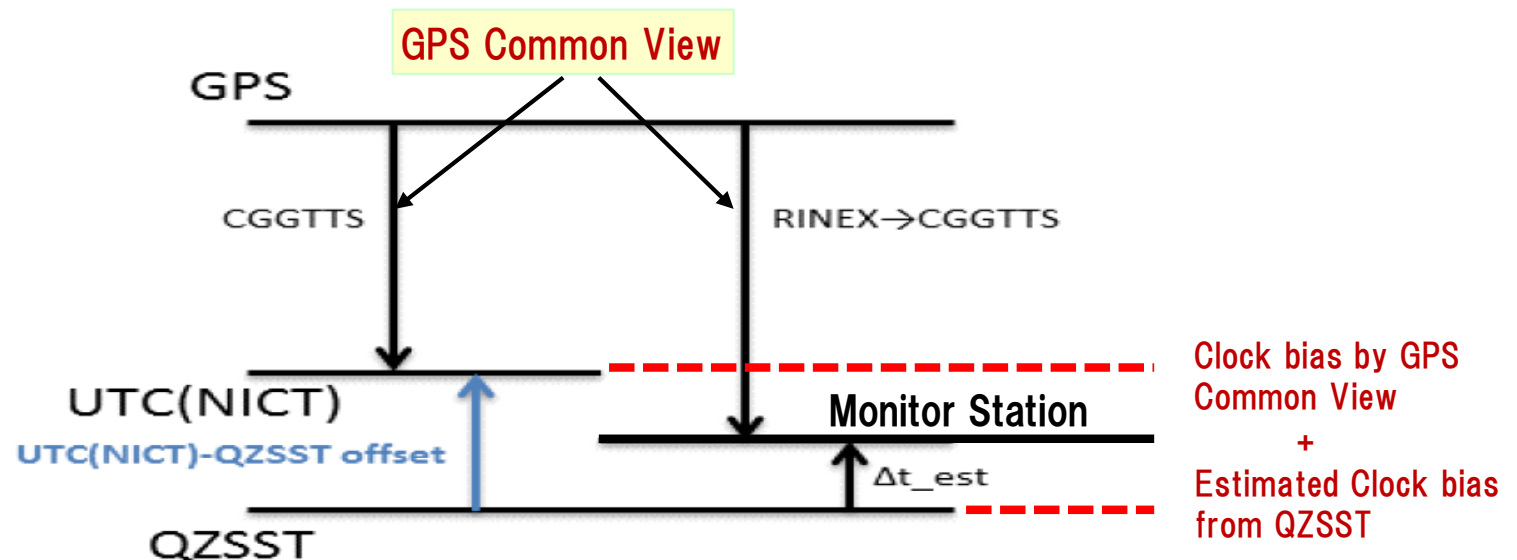 GPS Common View
GPS
CGGTTS
RINEX→CGGTTS
UTC(NICT)
Monitor Station
UTC(NICT)-QZSST offset
Δt_est
QZSST
Clock bias by GPS
Common View
+
Estimated Clock bias
from QZSST